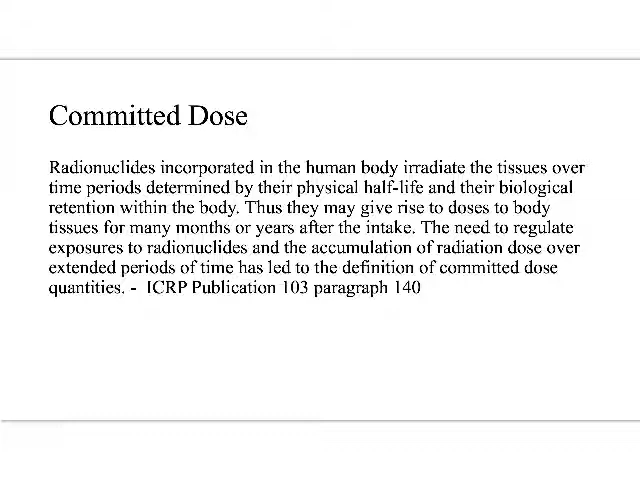 Committed Dose
Radionuclides incorporated in the human body irradiate the tissues over
time periods determined by their physical half-life and their biological
retention within the body. Thus they may give rise to doses to body
tissues for many months or years after the intake. The need to regulate
exposures to radionuclides and the accumulation of radiation dose over
extended periods of time has led to the definition of committed dose
quantities. -  ICRP Publication 103 paragraph 140